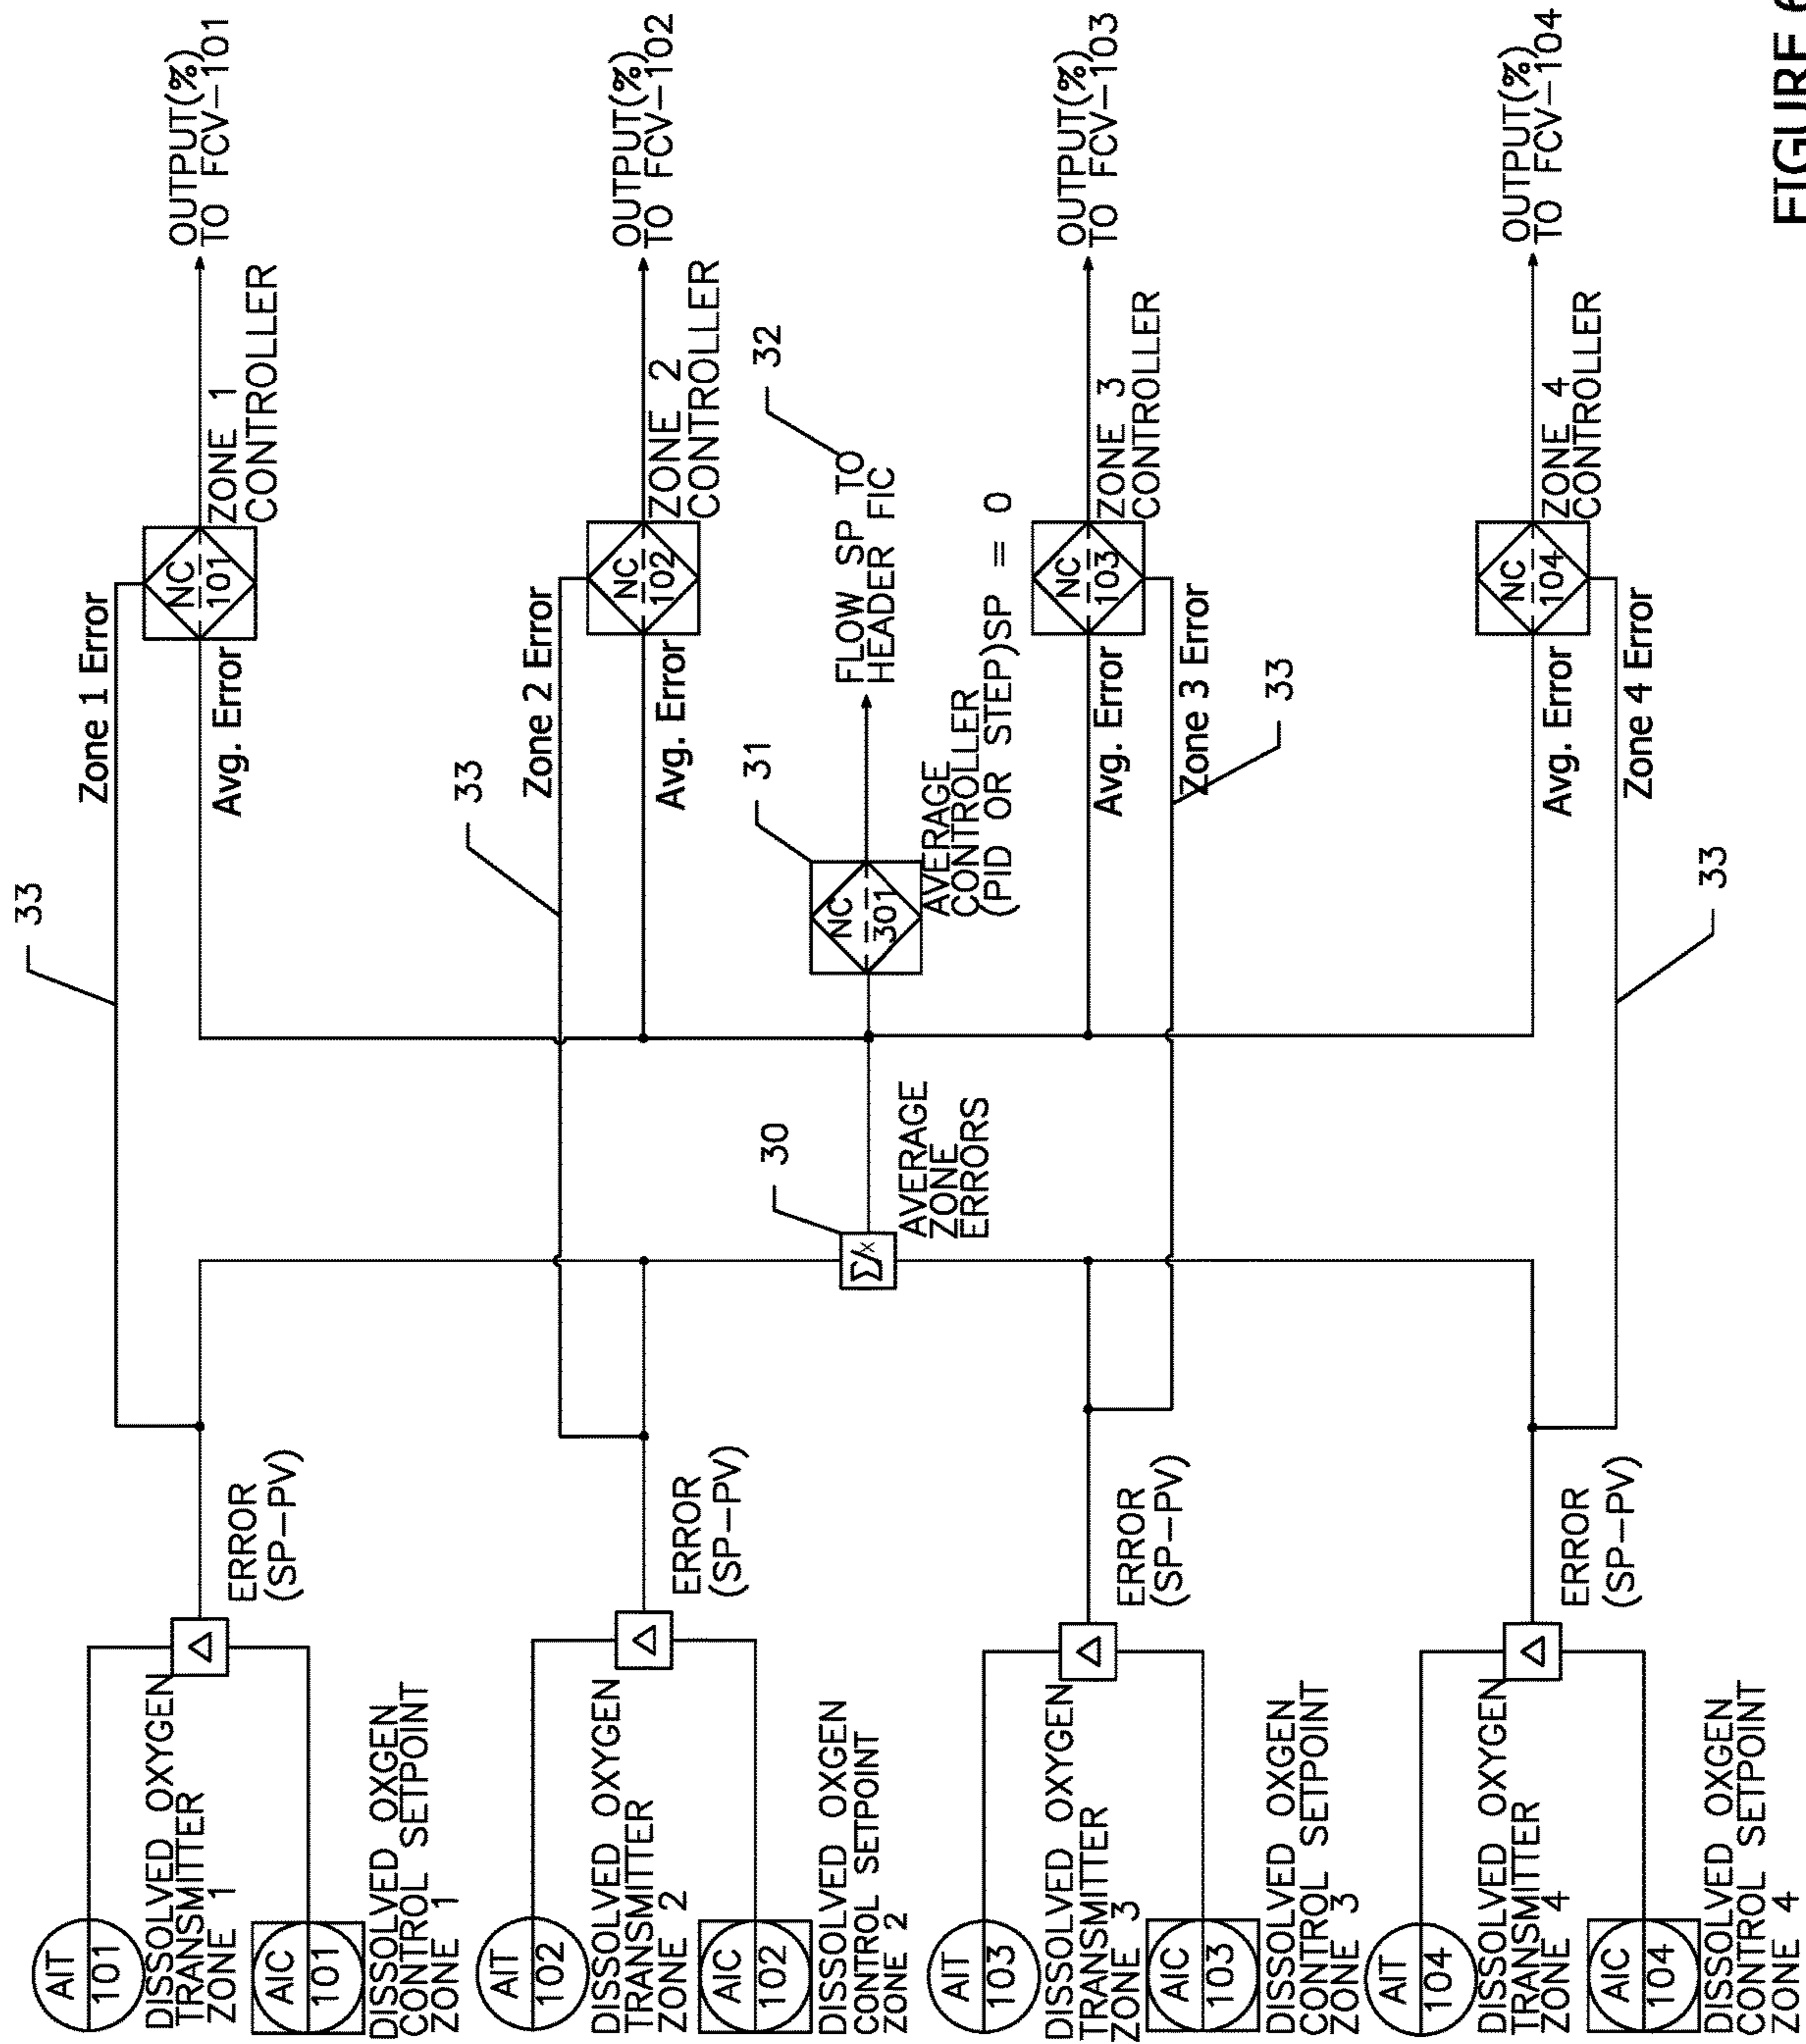 AIT
101
DISSOLVED OXYGEN
TRANSMITTER
ZONE 1
AIC
101
DISSOLVED OXGEN
CONTROL SETPOINT
ZONE 1
Δ
ERROR
(SP-PV)
33
Zone 1 Error
Avg. Error
NC
101
ZONE 1
CONTROLLER
OUTPUT(%)
TO FCV-101
AIT
102
DISSOLVED OXYGEN
TRANSMITTER
ZONE 2
AIC
102
DISSOLVED OXGEN
CONTROL SETPOINT
ZONE 2
Δ
ERROR
(SP-PV)
33
Zone 2 Error
Avg. Error
NC
102
ZONE 2
CONTROLLER
OUTPUT(%)
TO FCV-102
30
Σ/x
AVERAGE
ZONE
ERRORS
31
NC
301
AVERAGE
CONTROLLER
(PID OR STEP)SP = 0
32
FLOW SP TO
HEADER FIC
AIT
103
DISSOLVED OXYGEN
TRANSMITTER
ZONE 3
AIC
103
DISSOLVED OXGEN
CONTROL SETPOINT
ZONE 3
Δ
ERROR
(SP-PV)
Avg. Error
Zone 3 Error
33
NC
103
ZONE 3
CONTROLLER
OUTPUT(%)
TO FCV-103
AIT
104
DISSOLVED OXYGEN
TRANSMITTER
ZONE 4
AIC
104
DISSOLVED OXGEN
CONTROL SETPOINT
ZONE 4
Δ
ERROR
(SP-PV)
Avg. Error
Zone 4 Error
33
NC
104
ZONE 4
CONTROLLER
OUTPUT(%)
TO FCV-104
FIGURE 6